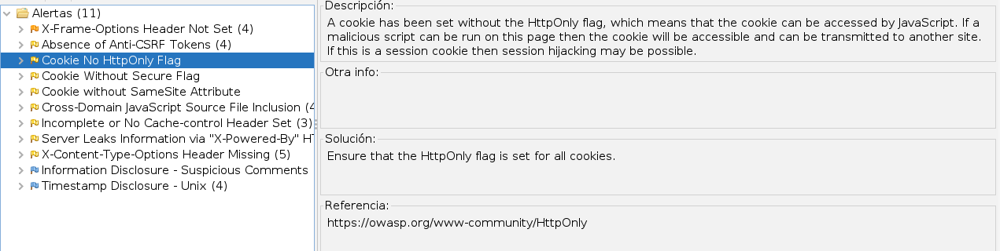 Alertas (11)
X-Frame-Options Header Not Set (4)
Absence of Anti-CSRF Tokens (4)
Cookie No HttpOnly Flag
Cookie Without Secure Flag
Cookie without SameSite Attribute
Cross-Domain JavaScript Source File Inclusion (4
Incomplete or No Cache-control Header Set (3)
Server Leaks Information via "X-Powered-By" HT
X-Content-Type-Options Header Missing (5)
Information Disclosure - Suspicious Comments
Timestamp Disclosure - Unix (4)
Descripción:
A cookie has been set without the HttpOnly flag, which means that the cookie can be accessed by JavaScript. If a
malicious script can be run on this page then the cookie will be accessible and can be transmitted to another site.
If this is a session cookie then session hijacking may be possible.
Otra info:
Solución:
Ensure that the HttpOnly flag is set for all cookies.
Referencia:
https://owasp.org/www-community/HttpOnly